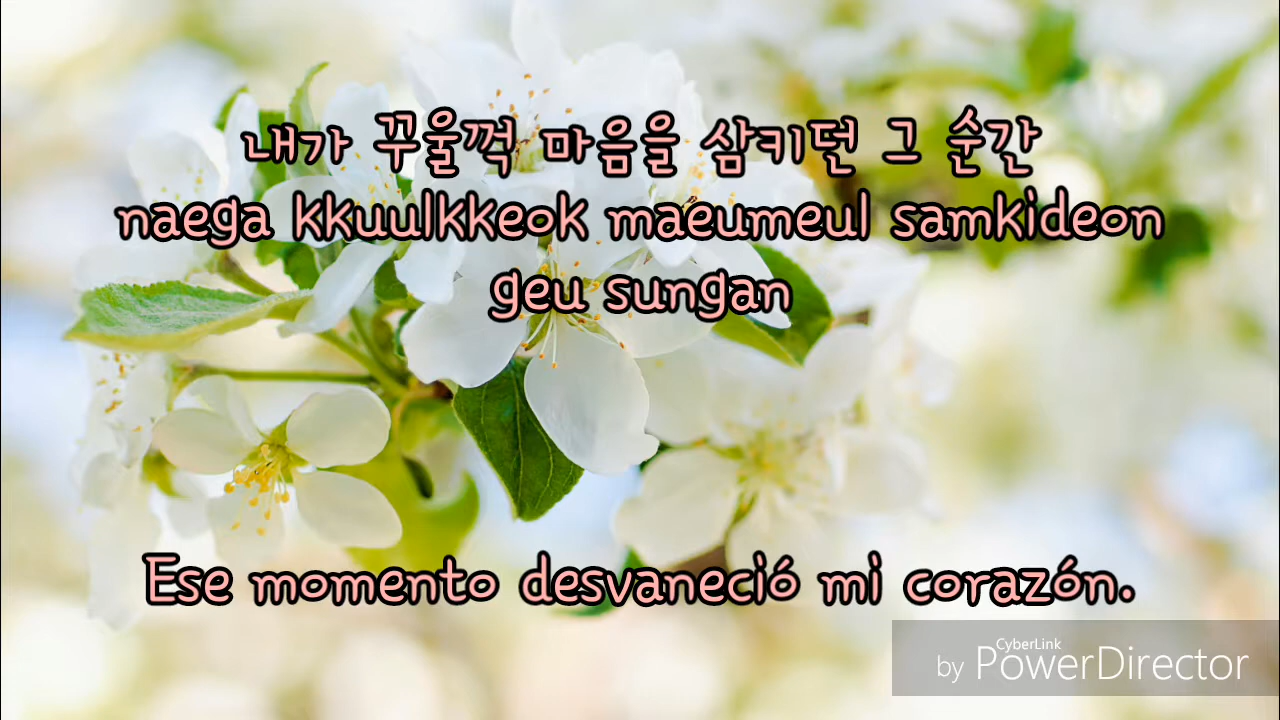 내가 꾸울꺽 마음을 삼키던 그 순간
naega kkuulkkeok maeumeul samkideon
geu sungan
Ese momento desvaneció mi corazón.
CyberLink
by PowerDirector